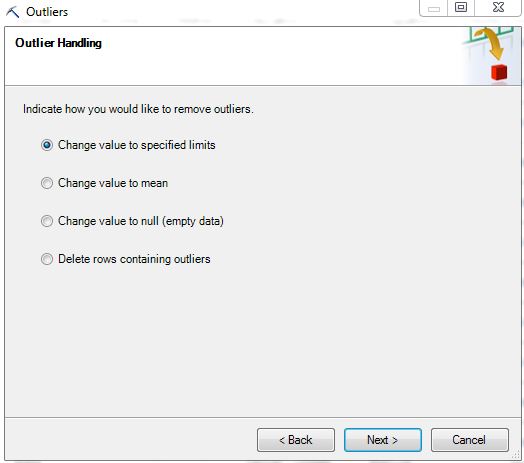 Outliers
Outlier Handling
Indicate how you would like to remove outliers.
Change value to specified limits
Change value to mean
Change value to null (empty data)
Delete rows containing outliers
< Back Next > Cancel